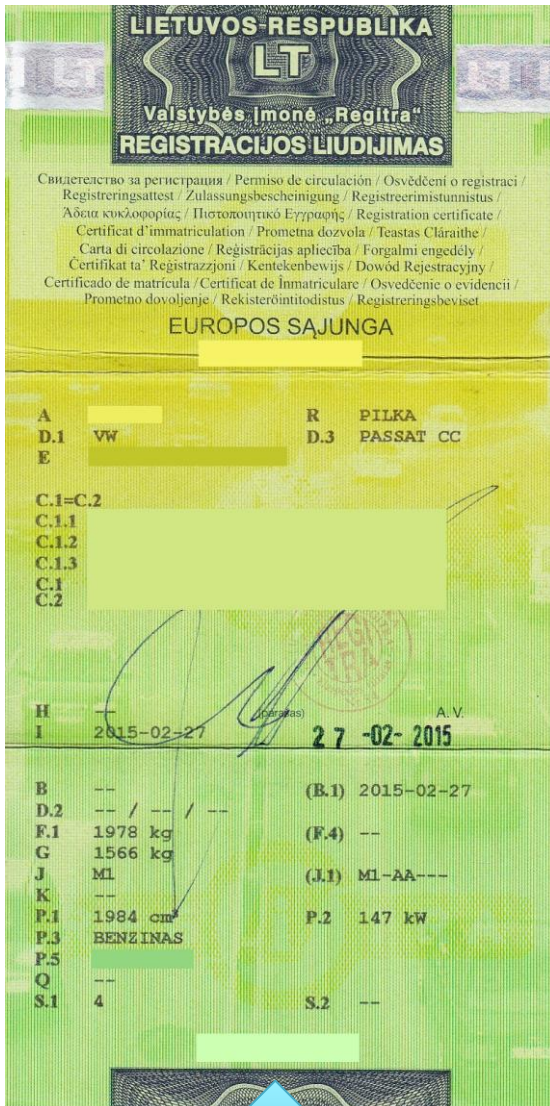 LIETUVOS RESPUBLIKA
LT
Valstybės įmonė „Regitra“
REGISTRACIJOS LIUDIJIMAS
Свидетелство за регистрация / Permiso de circulación / Osvědčení o registraci /
Registreringsattest / Zulassungsbescheinigung / Registreerimistunnistus /
Άδεια κυκλοφορίας / Πιστοποιητικό Εγγραφής / Registration certificate /
Certificat d’immatriculation / Prometna dozvola / Teastas Cláraithe /
Carta di circolazione / Reģistrācijas apliecība / Forgalmi engedély /
Ċertifikat ta’ Reġistrazzjoni / Kentekenbewijs / Dowód Rejestracyjny /
Certificado de matrícula / Certificat de Înmatriculare / Osvedčenie o evidencii /
Prometno dovoljenje / Rekisteröintitodistus / Registreringsbeviset
EUROPOS SĄJUNGA
A R PILKA
D.1 VW D.3 PASSAT CC
E
C.1=C.2
C.1.1
C.1.2
C.1.3
C.1
C.2
H --
(parašas) A. V.
I 2015-02-27 27 -02- 2015
B -- (B.1) 2015-02-27
D.2 -- / -- / --
F.1 1978 kg (F.4) --
G 1566 kg
J M1 (J.1) M1-AA---
K --
P.1 1984 cm³ P.2 147 kW
P.3 BENZINAS
P.5
Q --
S.1 4 S.2 --